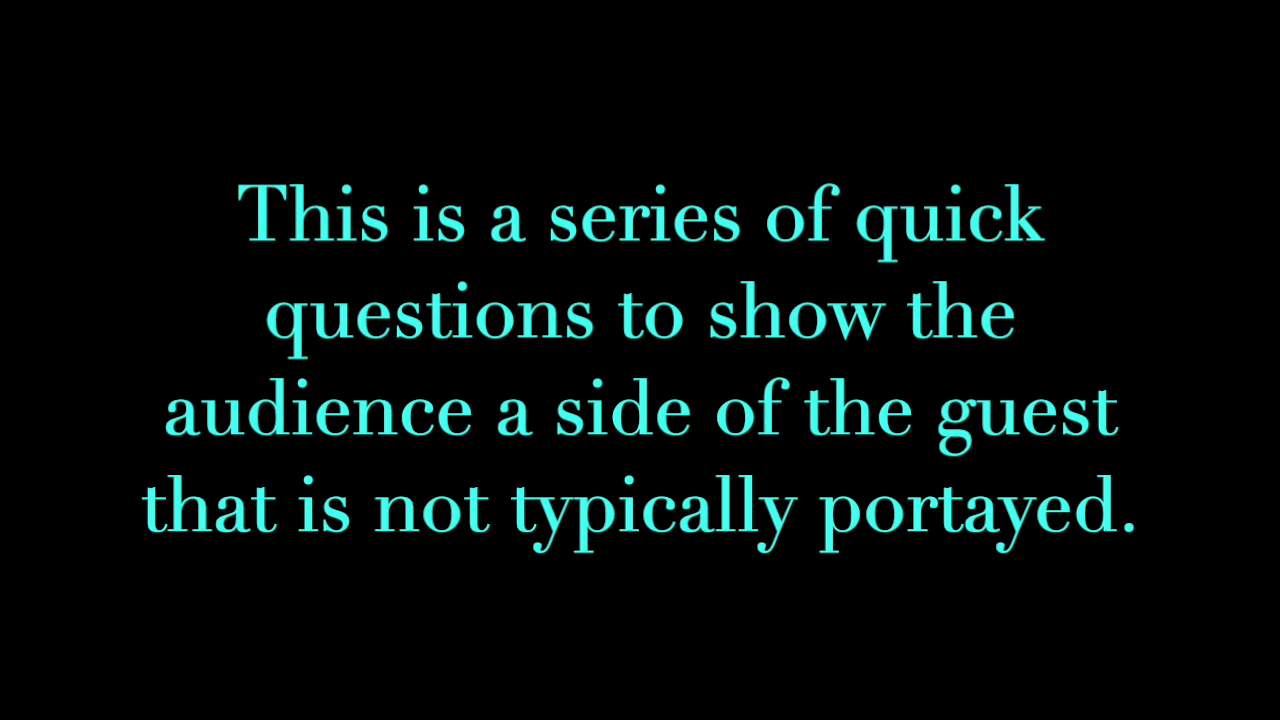 This is a series of quick
questions to show the
audience a side of the guest
that is not typically portayed.